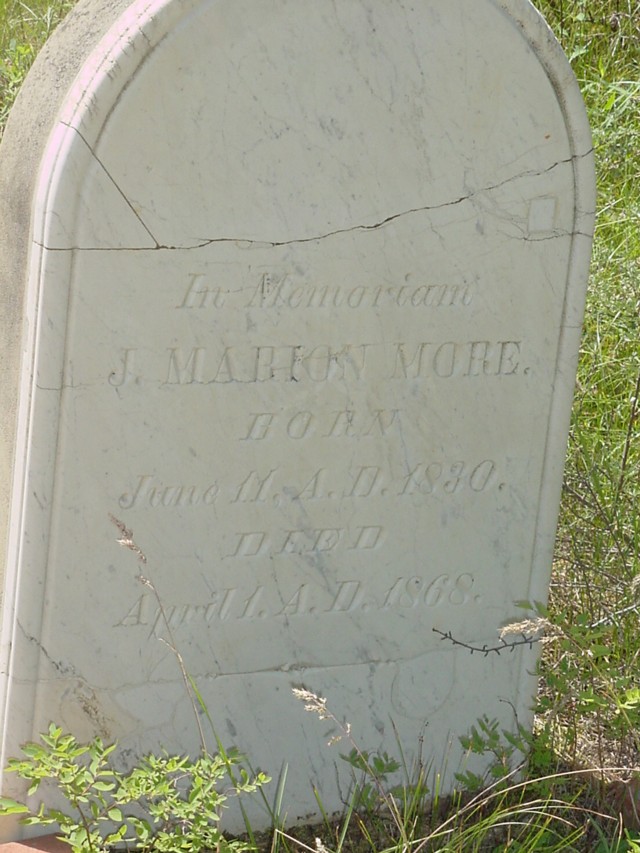 In Memoriam
J. MARION MORE.
BORN
June 11, A.D. 1830.
DIED
April 1, A.D. 1868.